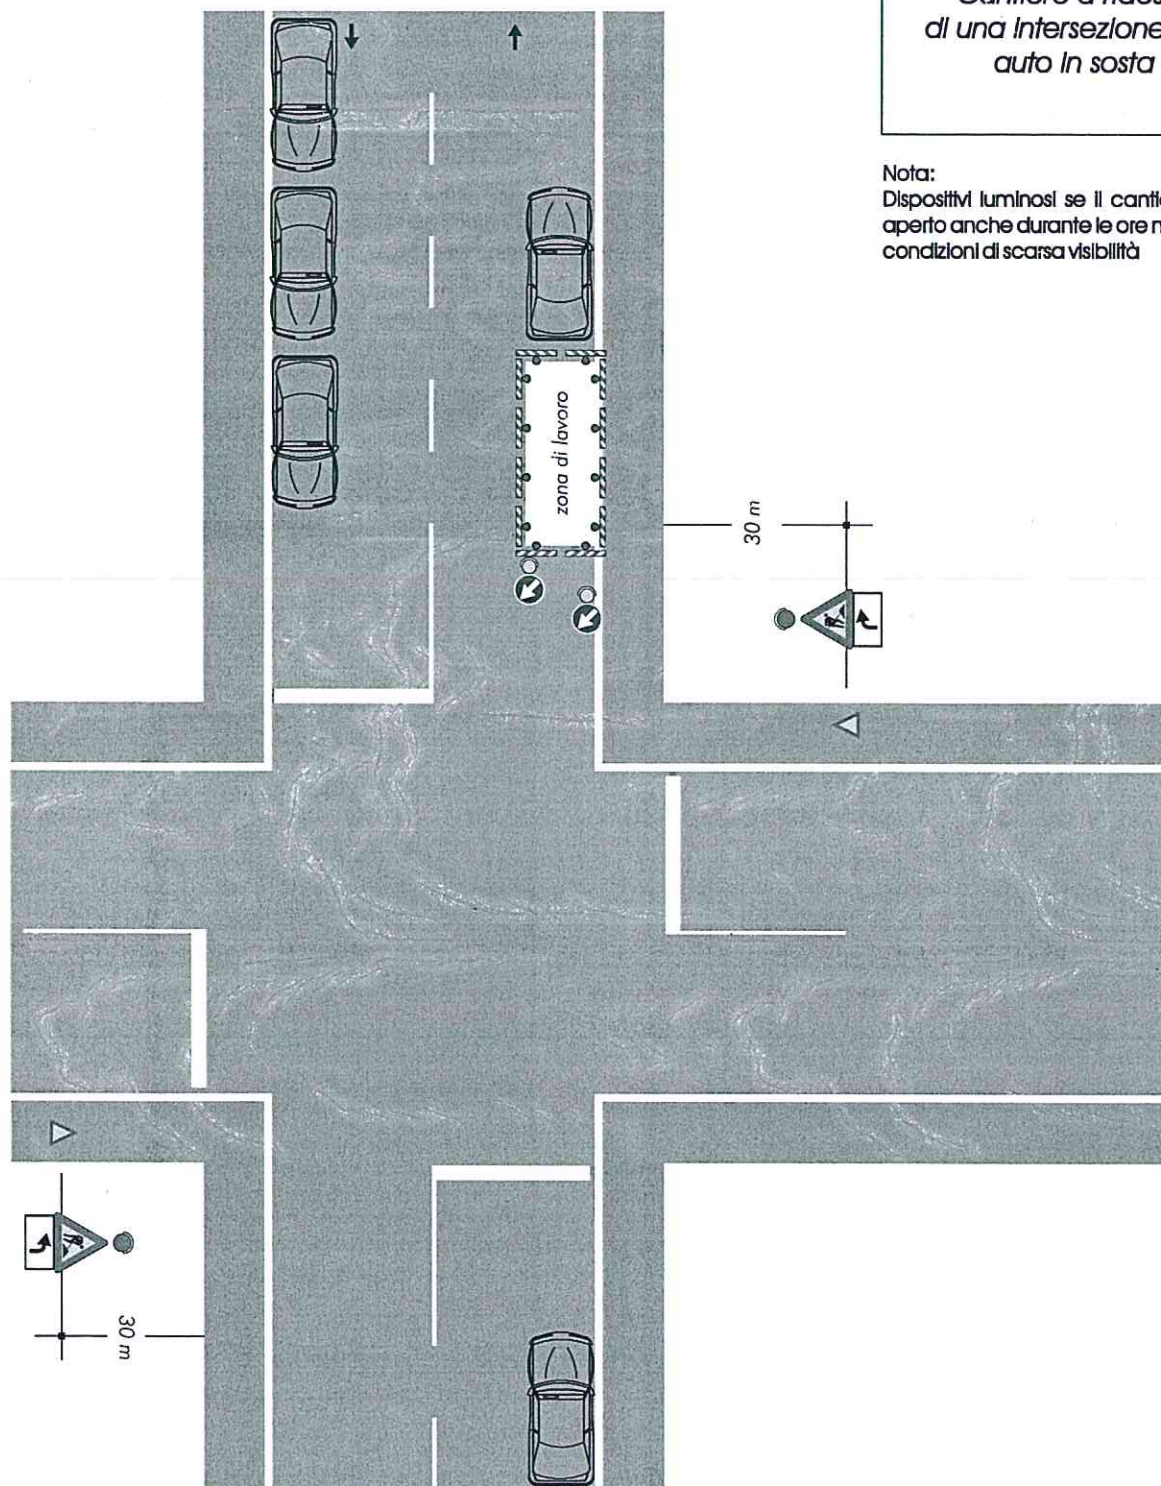 di una intersezione
auto in sosta
Nota:
Dispositivi luminosi se il
aperto anche durante le ore
condizioni di scarsa visibilità
zona di lavoro
30 m
30 m